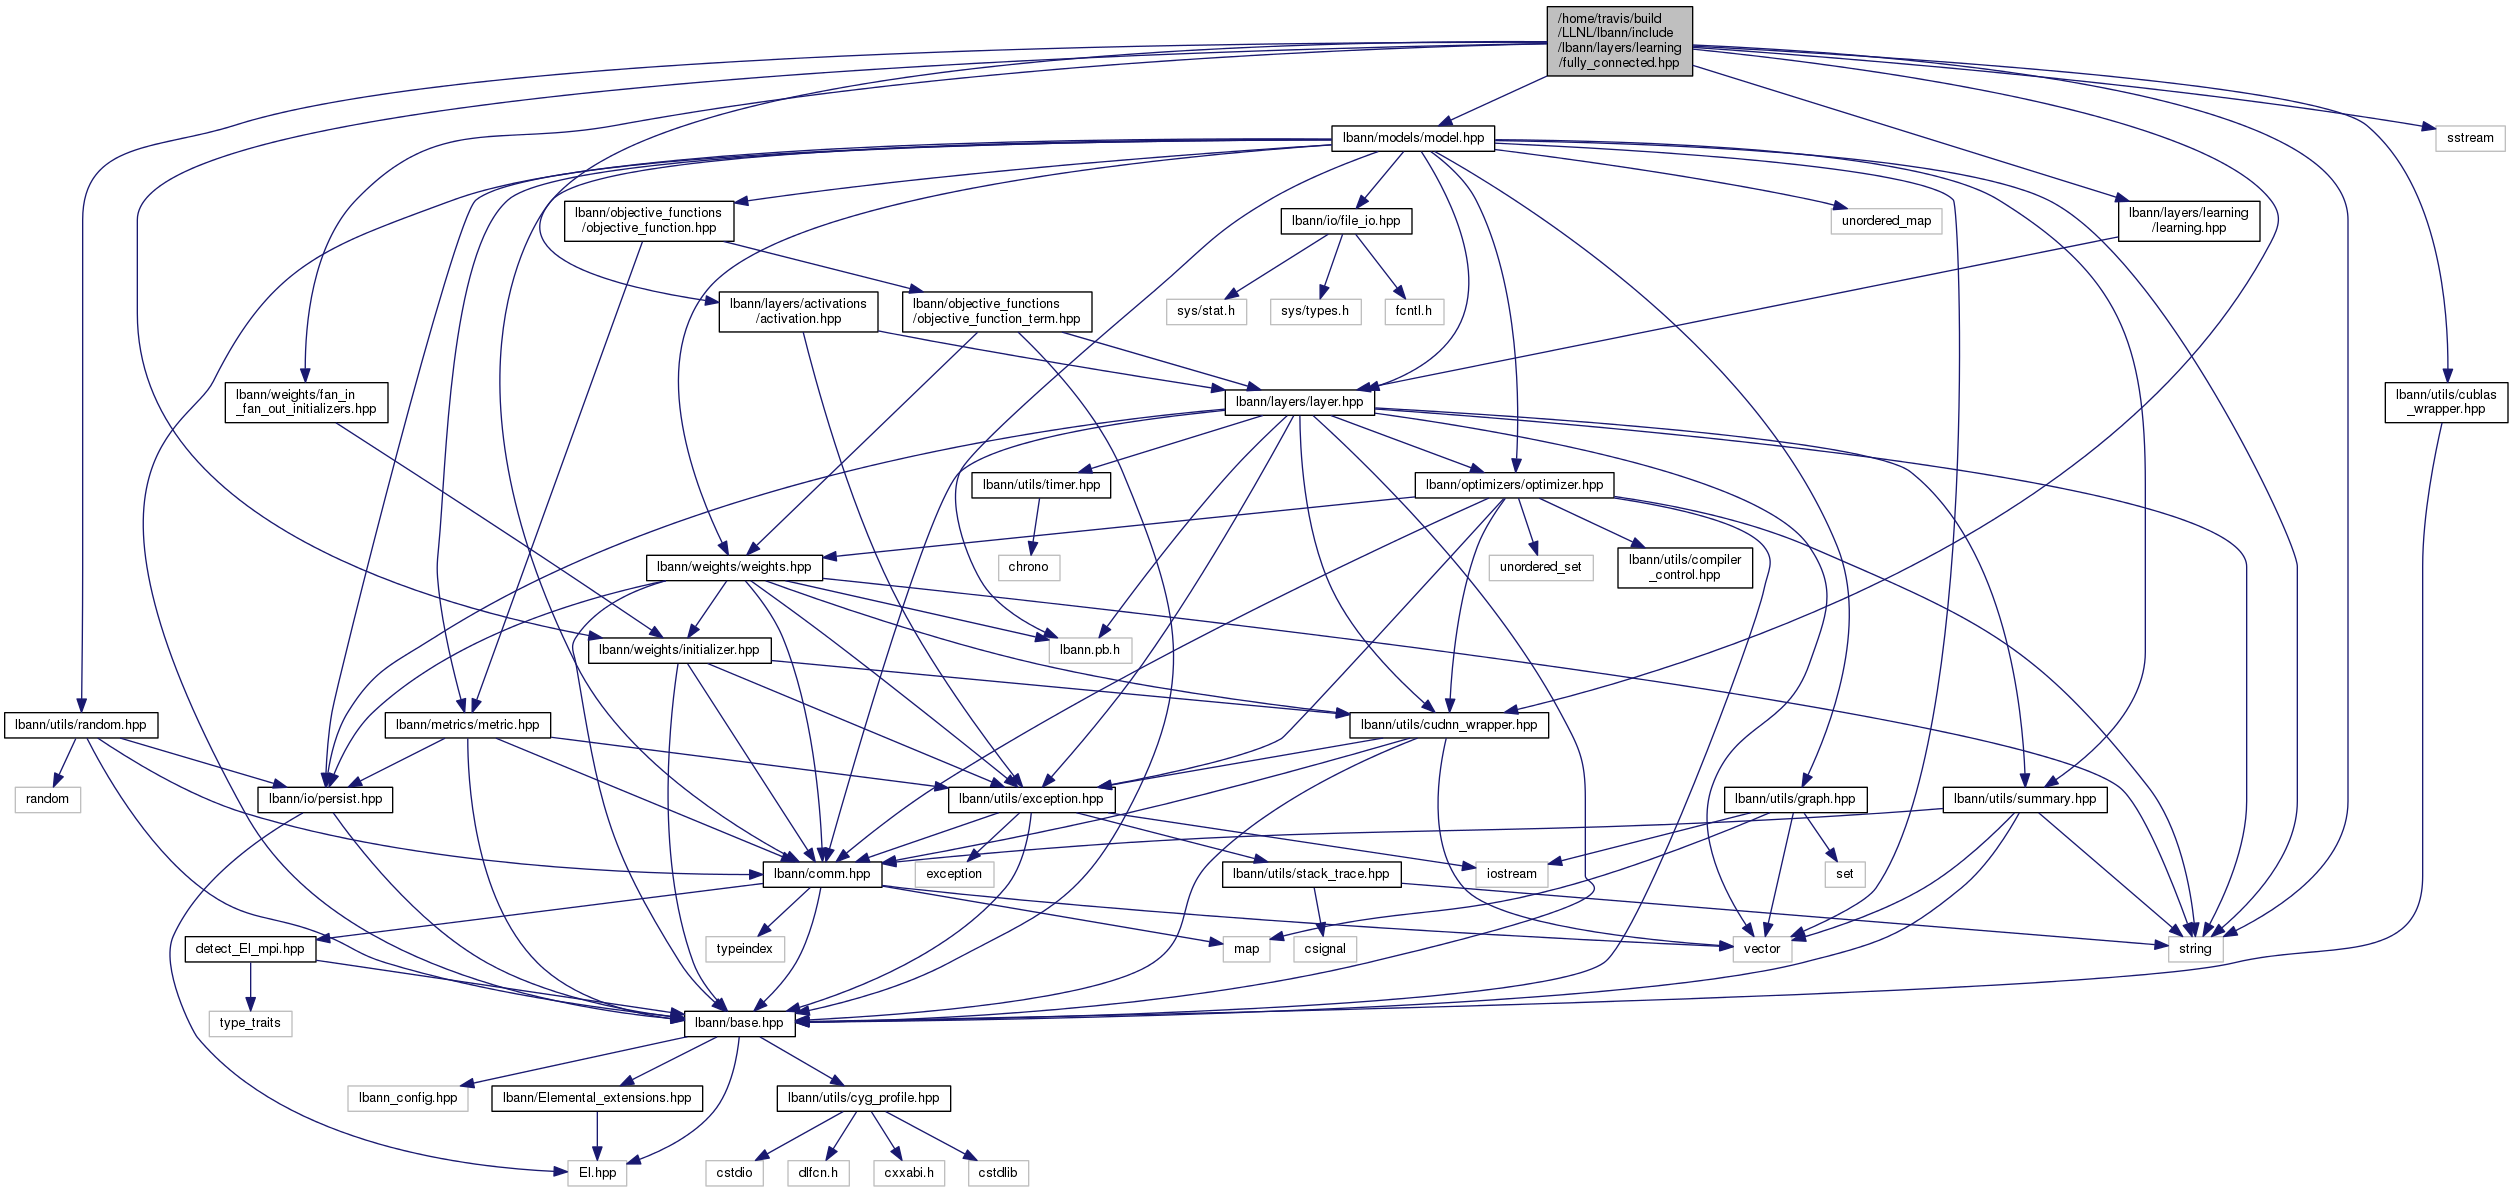 /home/travis/build
/LLNL/lbann/include
/lbann/layers/learning
/fully_connected.hpp
lbann/models/model.hpp
sstream
lbann/objective_functions
/objective_function.hpp
lbann/io/file_io.hpp
unordered_map
lbann/layers/learning
/learning.hpp
lbann/layers/activations
/activation.hpp
lbann/objective_functions
/objective_function_term.hpp
sys/stat.h
sys/types.h
fcntl.h
lbann/weights/fan_in
_fan_out_initializers.hpp
lbann/layers/layer.hpp
lbann/utils/cublas
_wrapper.hpp
lbann/utils/timer.hpp
lbann/optimizers/optimizer.hpp
lbann/weights/weights.hpp
chrono
unordered_set
lbann/utils/compiler
_control.hpp
lbann/weights/initializer.hpp
lbann.pb.h
lbann/utils/random.hpp
lbann/metrics/metric.hpp
lbann/utils/cudnn_wrapper.hpp
random
lbann/io/persist.hpp
lbann/utils/exception.hpp
lbann/utils/graph.hpp
lbann/utils/summary.hpp
lbann/comm.hpp
exception
lbann/utils/stack_trace.hpp
iostream
set
detect_El_mpi.hpp
typeindex
map
csignal
vector
string
type_traits
lbann/base.hpp
lbann_config.hpp
lbann/Elemental_extensions.hpp
lbann/utils/cyg_profile.hpp
El.hpp
cstdio
dlfcn.h
cxxabi.h
cstdlib